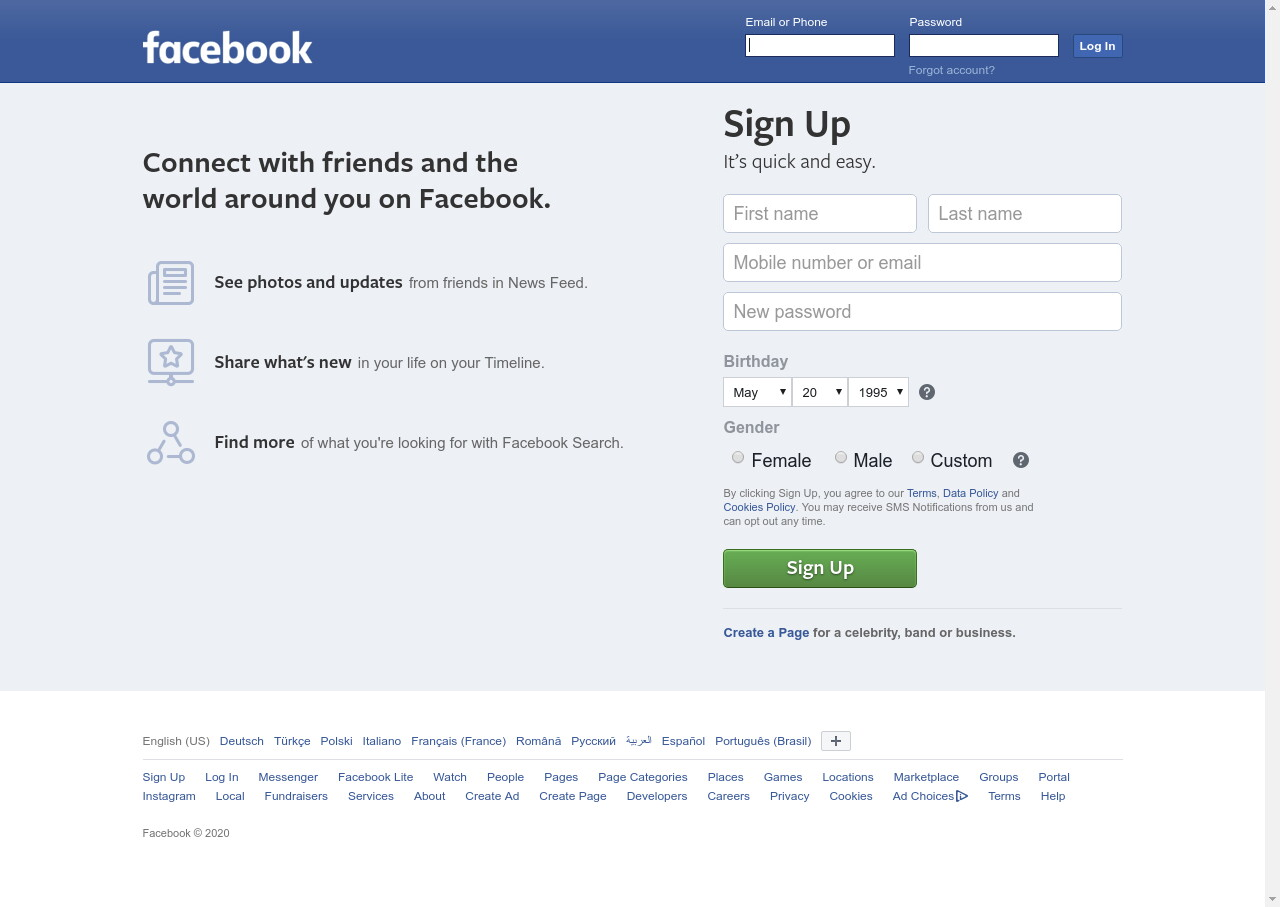 facebook
Email or Phone
Password
Log In
Forgot account?
Connect with friends and the
world around you on Facebook.
See photos and updates from friends in News Feed.
Share what's new in your life on your Timeline.
Find more of what you're looking for with Facebook Search.
Sign Up
It's quick and easy.
First name
Last name
Mobile number or email
New password
Birthday
May 20 1995
Gender
Female Male Custom
By clicking Sign Up, you agree to our Terms, Data Policy and
Cookies Policy. You may receive SMS Notifications from us and
can opt out any time.
Sign Up
Create a Page for a celebrity, band or business.
English (US) Deutsch Türkçe Polski Italiano Français (France) Română Русский العربية Español Português (Brasil)
Sign Up Log In Messenger Facebook Lite Watch People Pages Page Categories Places Games Locations Marketplace Groups Portal
Instagram Local Fundraisers Services About Create Ad Create Page Developers Careers Privacy Cookies Ad Choices Terms Help
Facebook © 2020